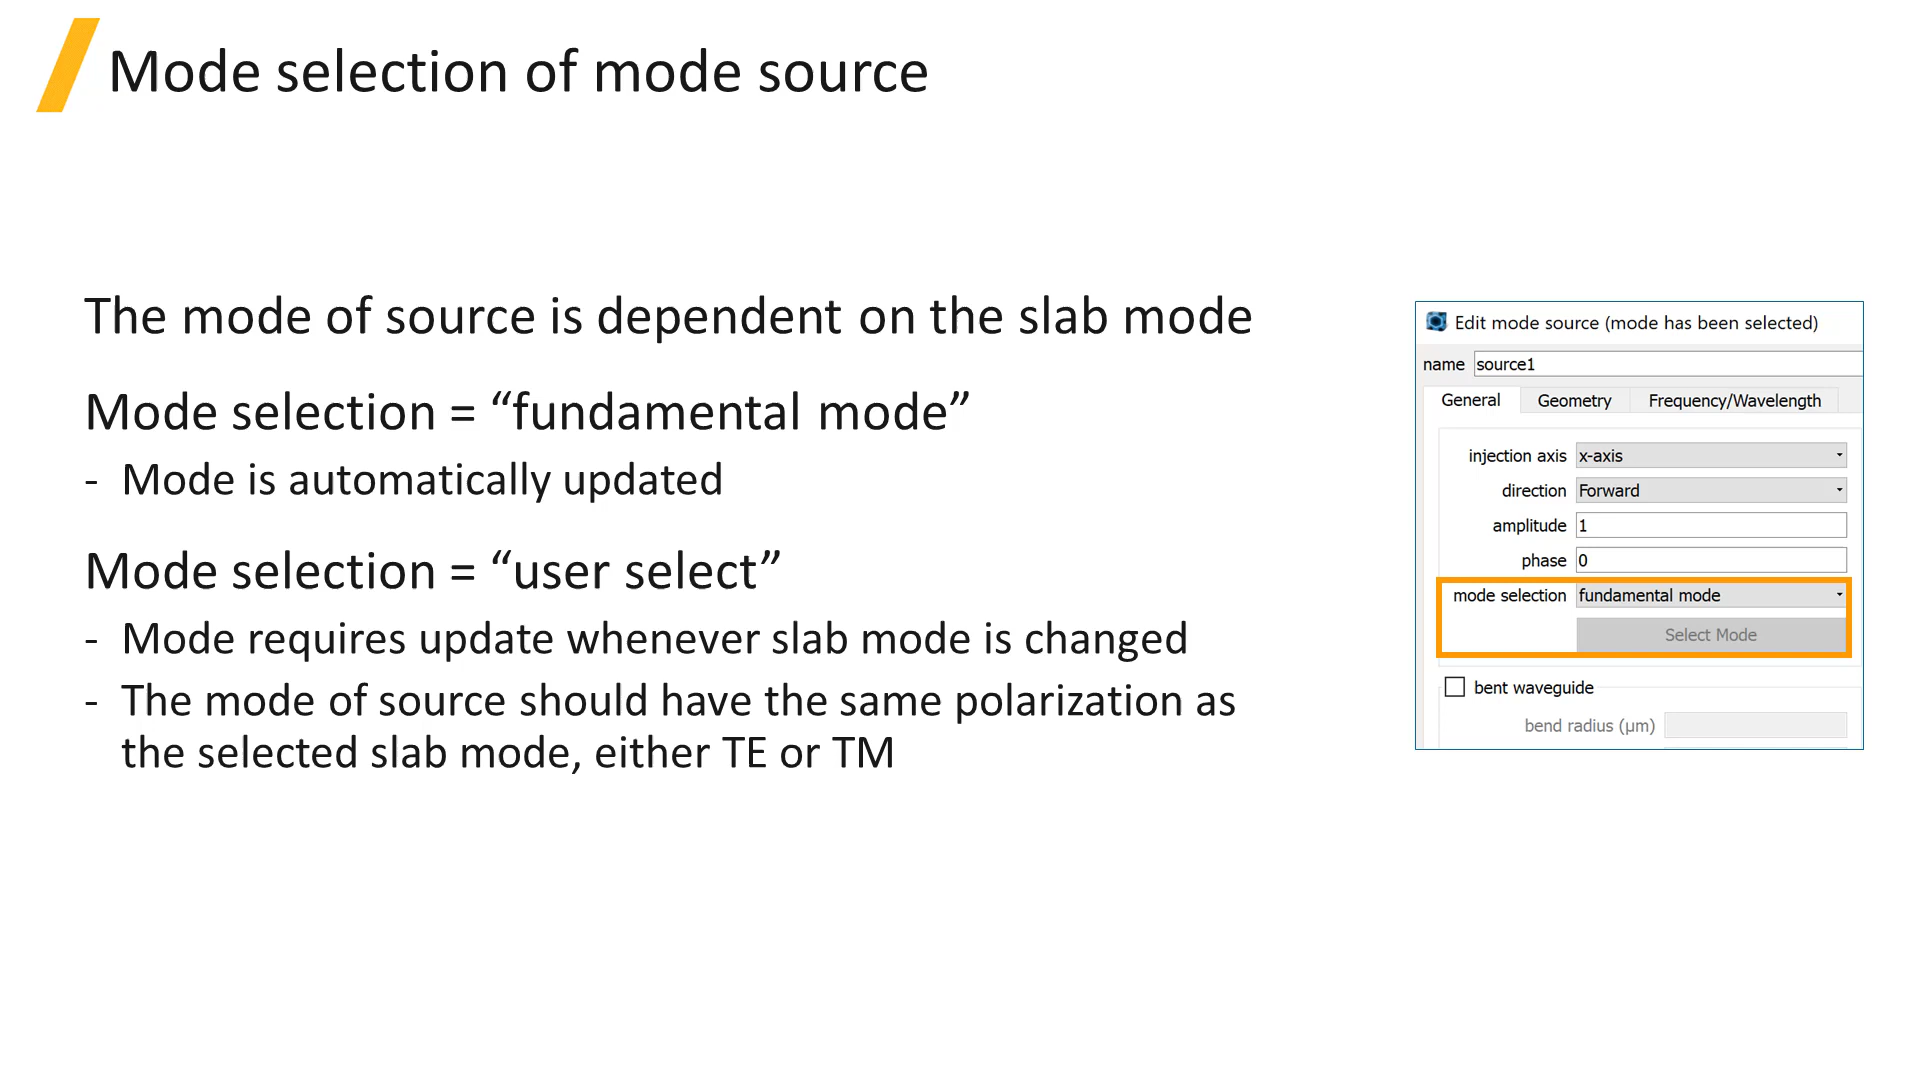 Mode selection of mode source
The mode of source is dependent on the slab mode
Mode selection = “fundamental mode”
- Mode is automatically updated
Mode selection = “user select”
- Mode requires update whenever slab mode is changed
- The mode of source should have the same polarization as
the selected slab mode, either TE or TM
Edit mode source (mode has been selected)
name source1
General Geometry Frequency/Wavelength
injection axis x-axis
direction Forward
amplitude 1
phase 0
mode selection fundamental mode
Select Mode
bent waveguide
bend radius (µm)